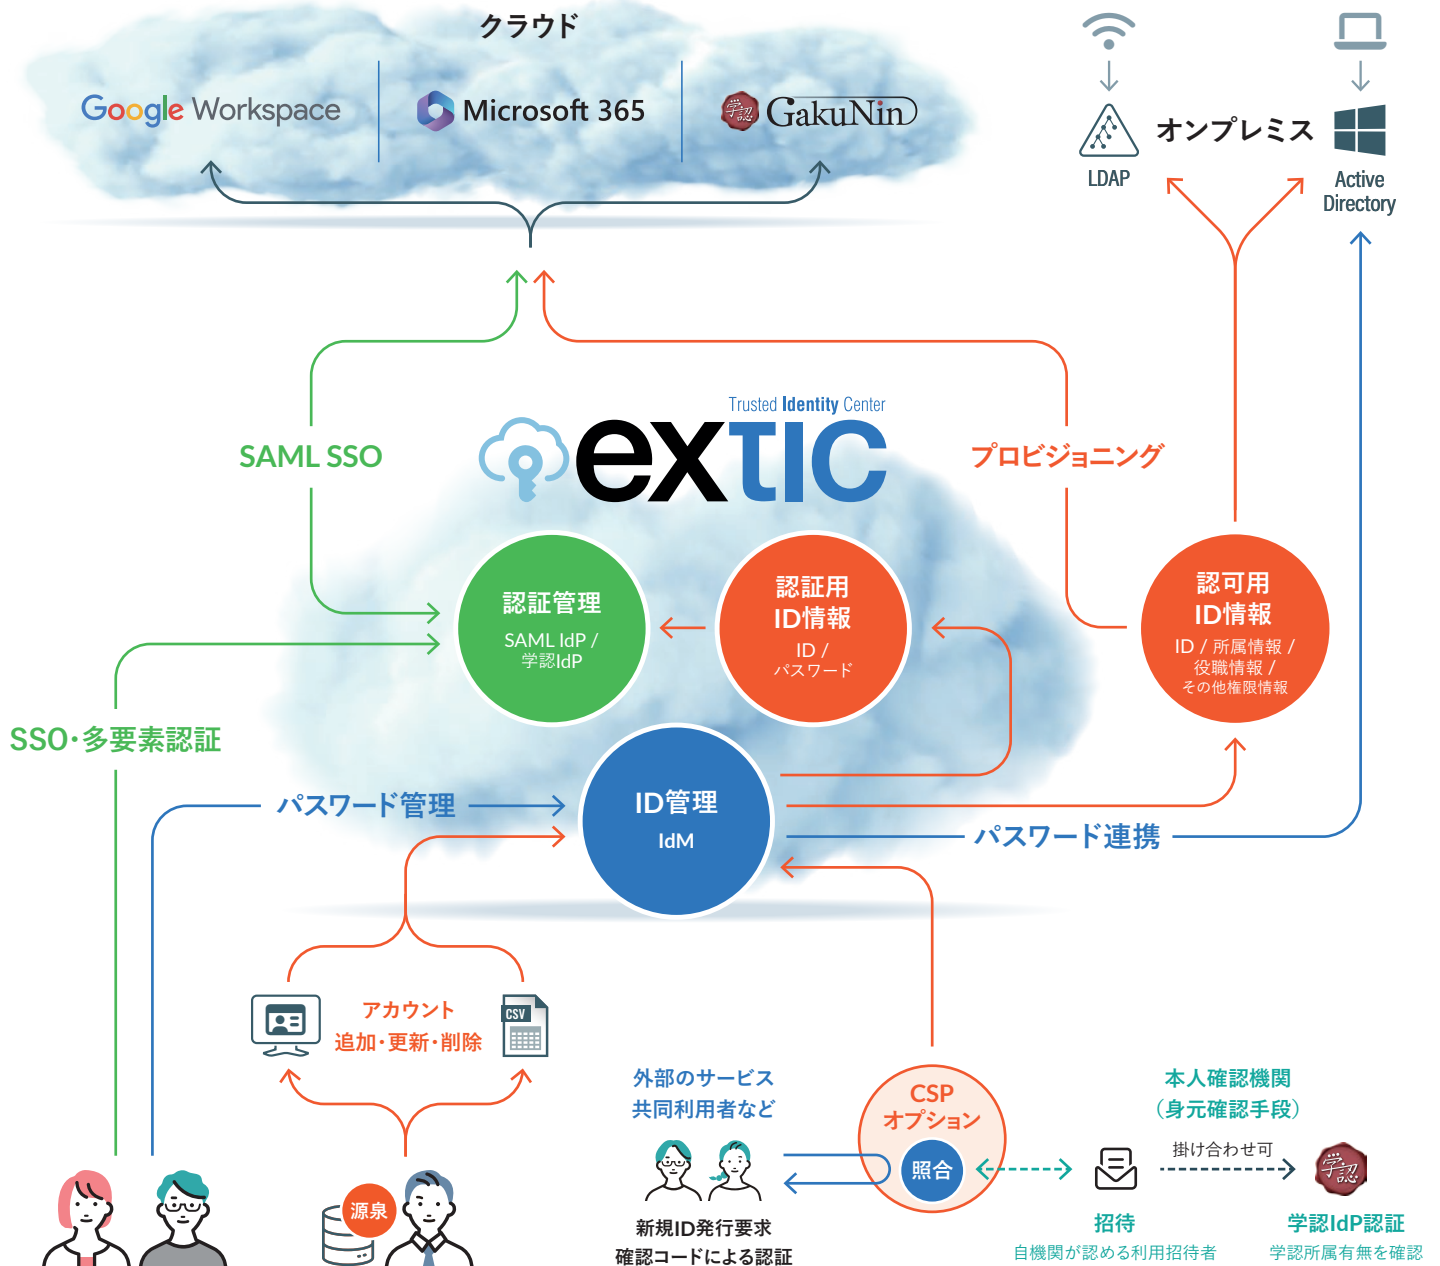 クラウド
Google Workspace
Microsoft 365
学認
GakuNin
LDAP
オンプレミス
Active
Directory
SAML SSO
Trusted Identity Center
extic
プロビジョニング
認証管理
SAML IdP /
学認IdP
認証用
ID情報
ID /
パスワード
認可用
ID情報
ID / 所属情報 /
役職情報 /
その他権限情報
SSO・多要素認証
パスワード管理
ID管理
IdM
パスワード連携
アカウント
追加・更新・削除
CSV
源泉
外部のサービス
共同利用者など
新規ID発行要求
確認コードによる認証
CSP
オプション
照合
本人確認機関
（身元確認手段）
掛け合わせ可
招待
自機関が認める利用招待者
学認
学認IdP認証
学認所属有無を確認